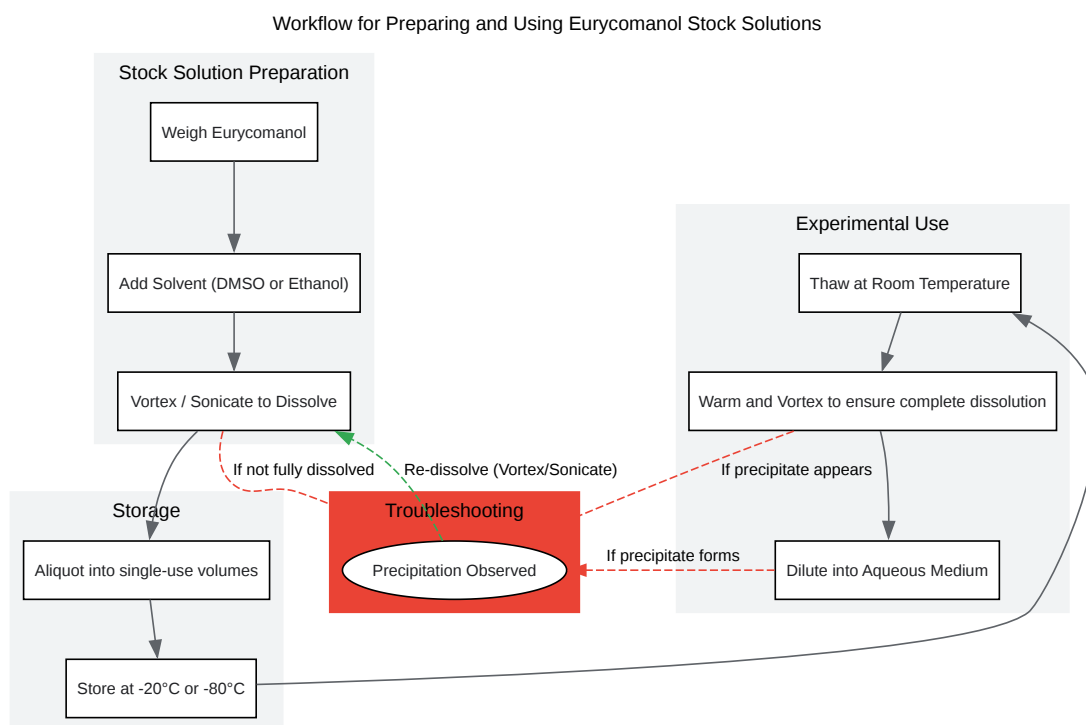 Workflow for Preparing and Using Eurycomanol Stock Solutions
Stock Solution Preparation
Weigh Eurycomanol
Add Solvent (DMSO or Ethanol)
Vortex / Sonicate to Dissolve
If not fully dissolved
Re-dissolve (Vortex/Sonicate)
Storage
Aliquot into single-use volumes
Store at -20°C or -80°C
Troubleshooting
Precipitation Observed
Experimental Use
Thaw at Room Temperature
Warm and Vortex to ensure complete dissolution
If precipitate appears
If precipitate forms
Dilute into Aqueous Medium